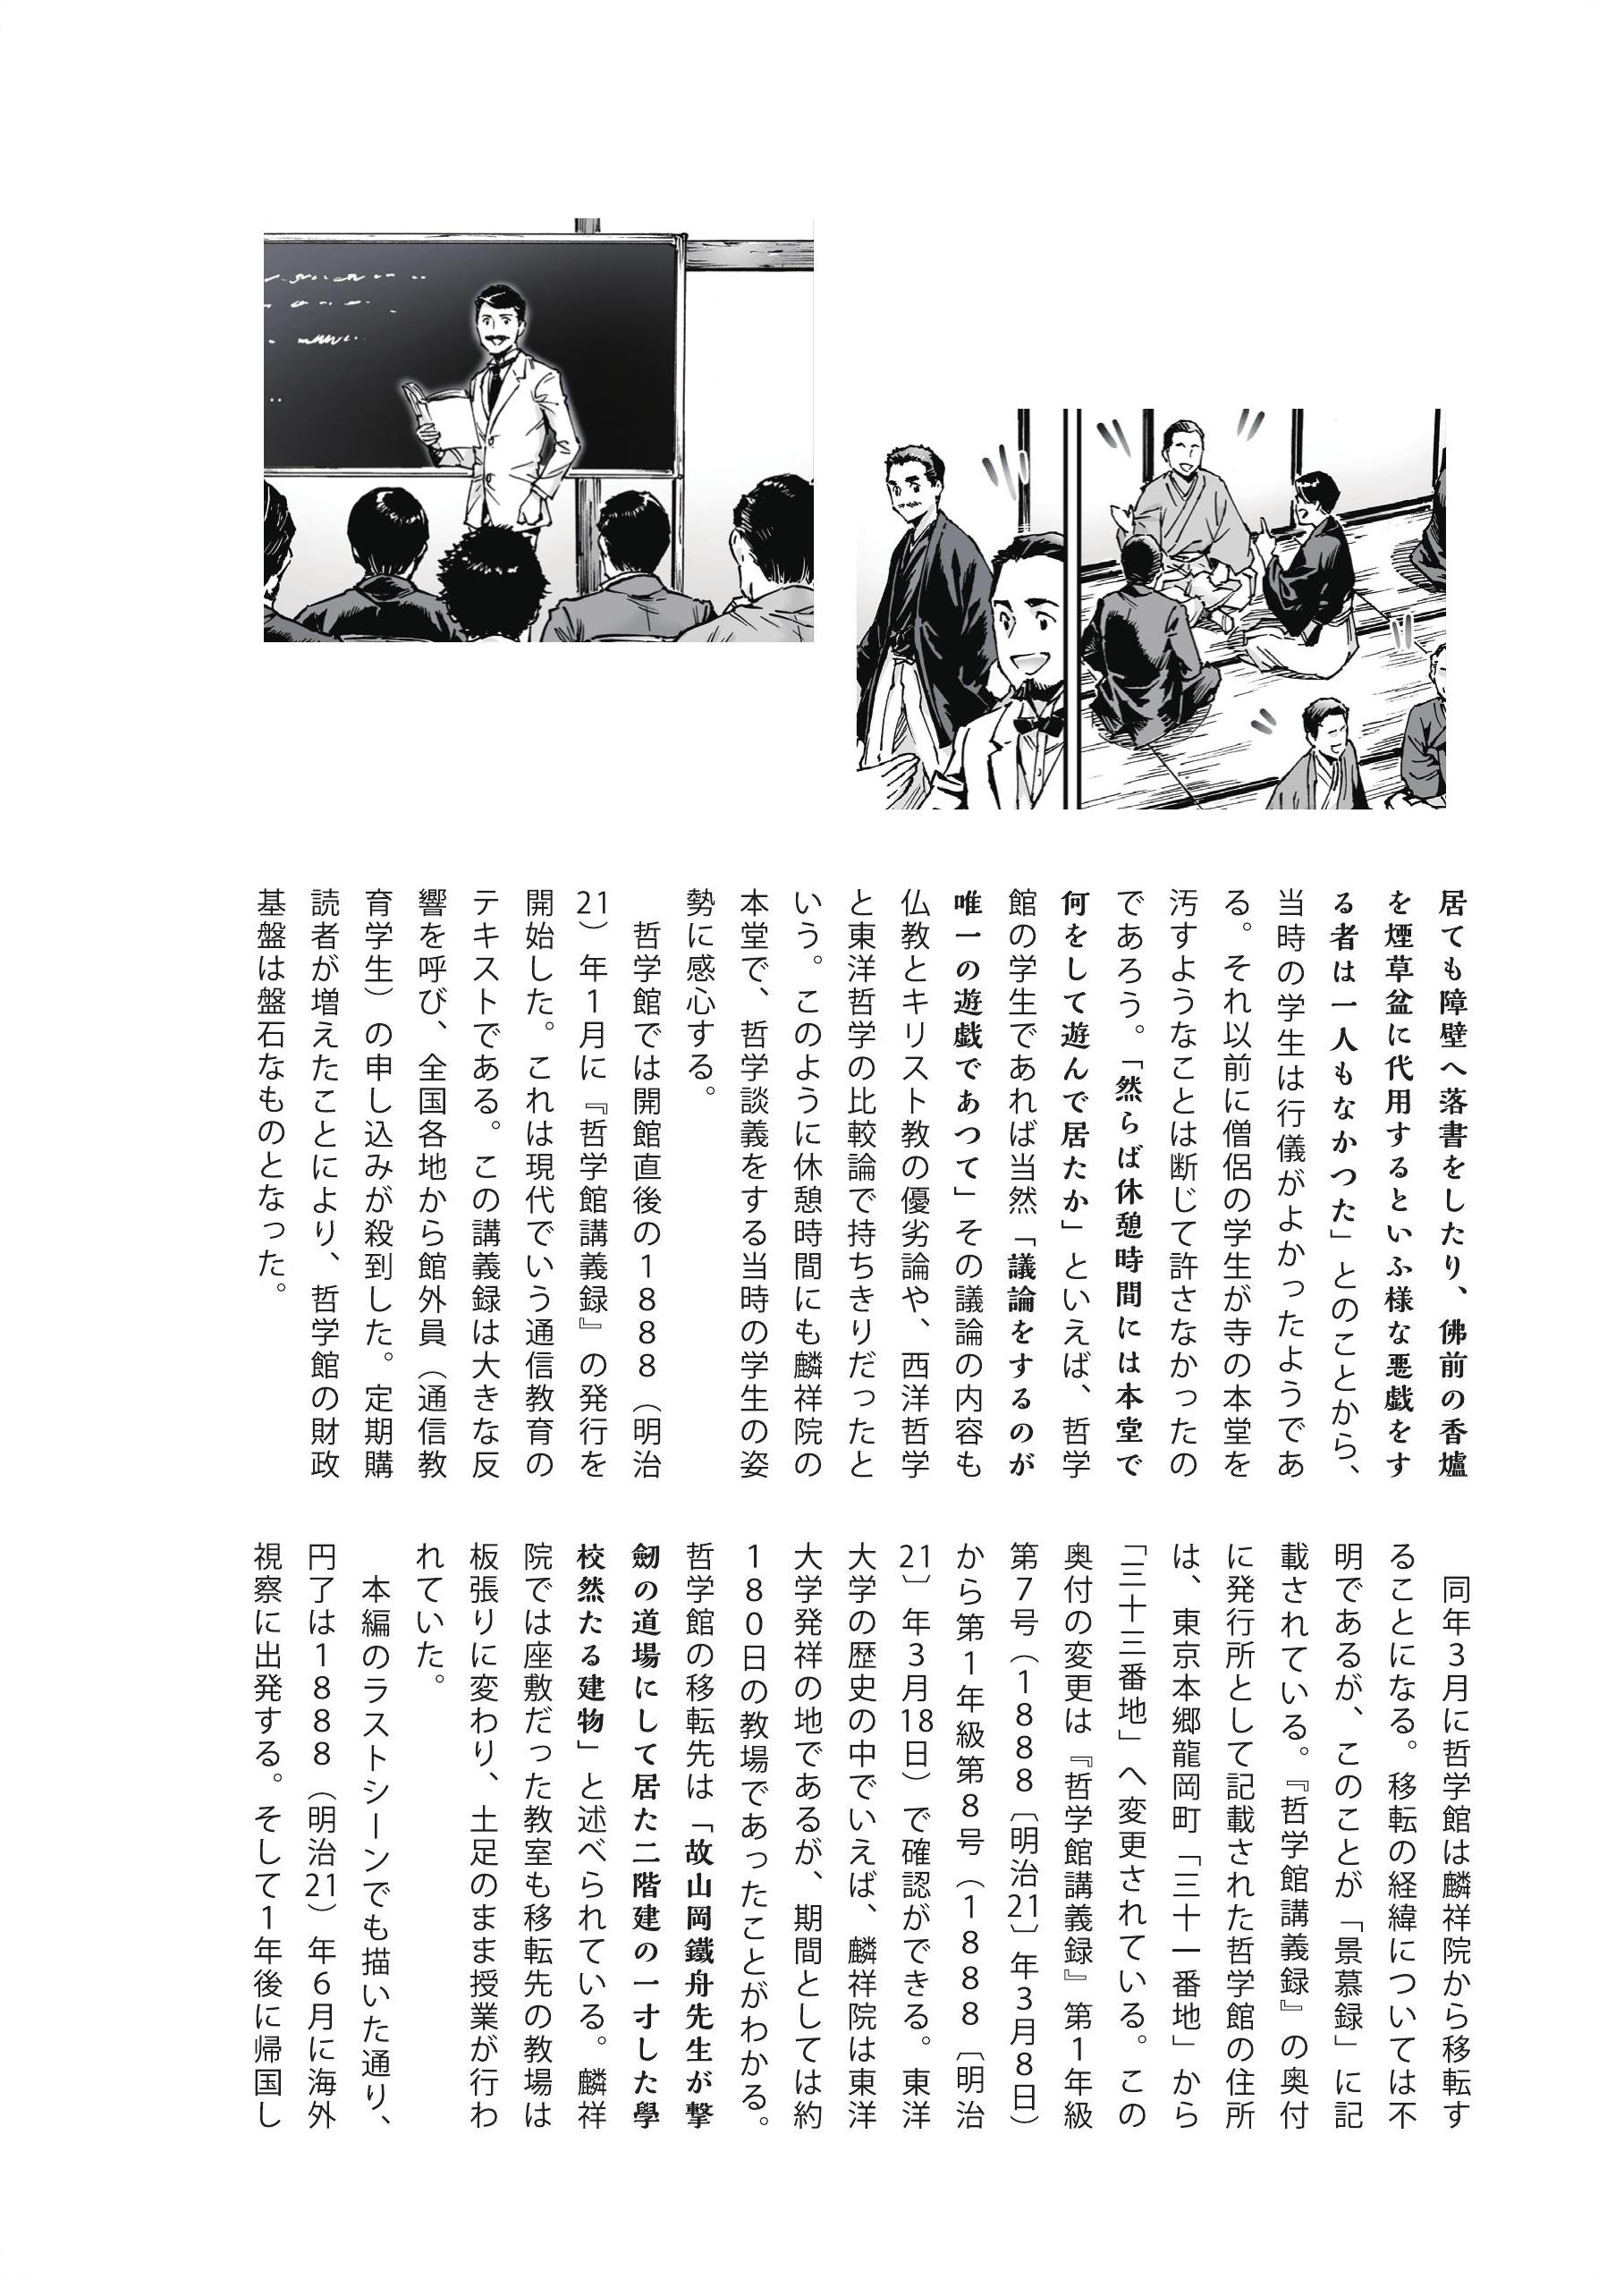 居ても障壁へ落書をしたり、佛前の香爐
を煙草盆に代用するといふ様な悪戯をす
る者は一人もなかつた」とのことから、
当時の学生は行儀がよかったようであ
る。それ以前に僧侶の学生が寺の本堂を
汚すようなことは断じて許さなかったの
であろう。「然らば休憩時間には本堂で
何をして遊んで居たか」といえば、哲学
館の学生であれば当然「議論をするのが
唯一の遊戯であつて」その議論の内容も
仏教とキリスト教の優劣論や、西洋哲学
と東洋哲学の比較論で持ちきりだったと
いう。このように休憩時間にも麟祥院の
本堂で、哲学談義をする当時の学生の姿
勢に感心する。
哲学館では開館直後の１８８８（明治
21）年１月に『哲学館講義録』の発行を
開始した。これは現代でいう通信教育の
テキストである。この講義録は大きな反
響を呼び、全国各地から館外員（通信教
育学生）の申し込みが殺到した。定期購
読者が増えたことにより、哲学館の財政
基盤は盤石なものとなった。
同年３月に哲学館は麟祥院から移転す
ることになる。移転の経緯については不
明であるが、このことが「景慕録」に記
載されている。『哲学館講義録』の奥付
に発行所として記載された哲学館の住所
は、東京本郷龍岡町「三十一番地」から
「三十三番地」へ変更されている。この
奥付の変更は『哲学館講義録』第１年級
第７号（１８８８〔明治21〕年３月８日）
から第１年級第８号（１８８８〔明治
21〕年３月18日）で確認ができる。東洋
大学の歴史の中でいえば、麟祥院は東洋
大学発祥の地であるが、期間としては約
１８０日の教場であったことがわかる。
哲学館の移転先は「故山岡鐵舟先生が撃
劒の道場にして居た二階建の一才した學
校然たる建物」と述べられている。麟祥
院では座敷だった教室も移転先の教場は
板張りに変わり、土足のまま授業が行わ
れていた。
本編のラストシーンでも描いた通り、
円了は１８８８（明治21）年６月に海外
視察に出発する。そして１年後に帰国し